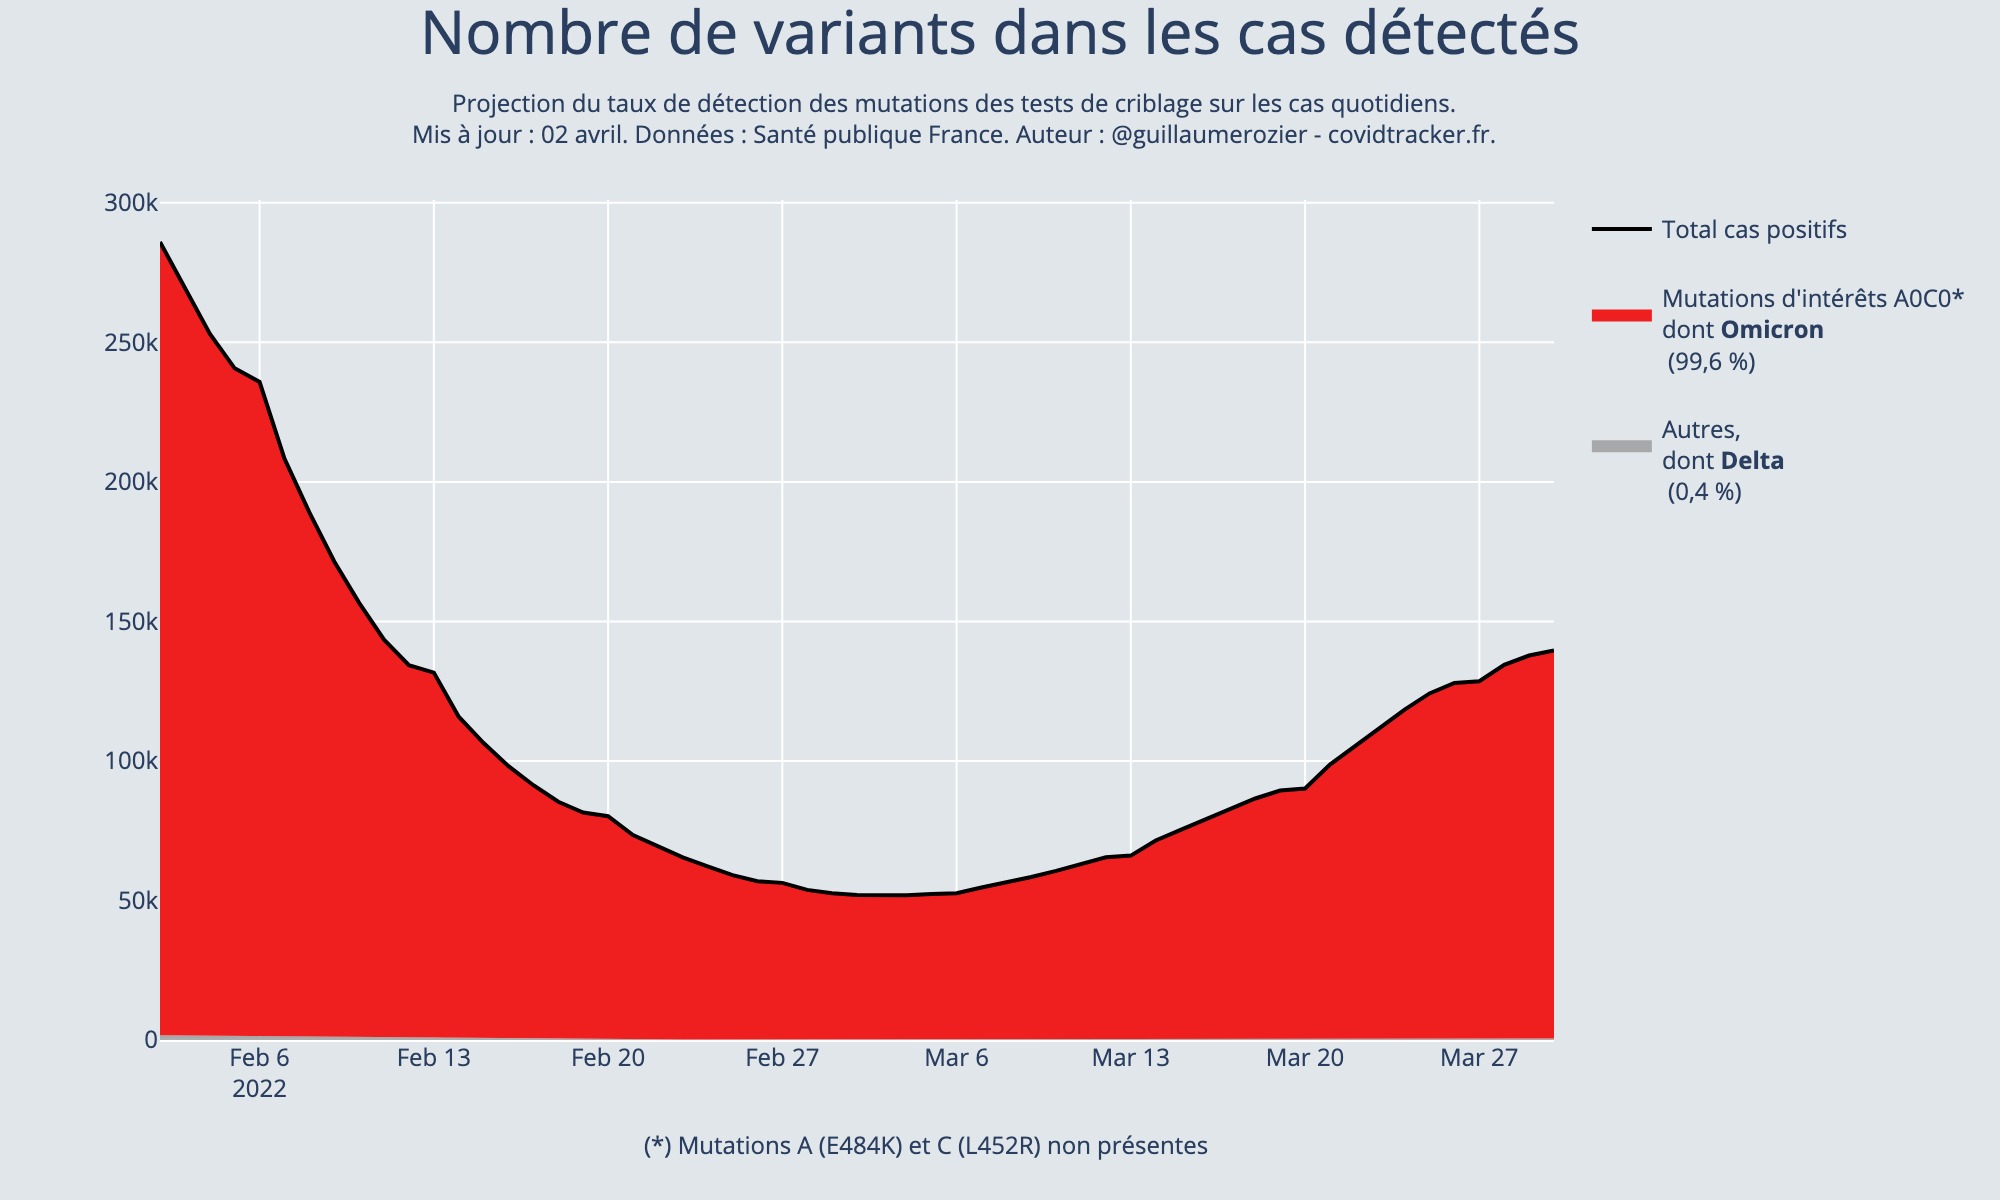 Nombre de variants dans les cas détectés
Projection du taux de détection des mutations des tests de criblage sur les cas quotidiens.
Mis à jour : 02 avril. Données : Santé publique France. Auteur : @guillaumerozier - covidtracker.fr.
300k
250k
200k
150k
100k
50k
0
Feb 6
2022
Feb 13
Feb 20
Feb 27
Mar 6
Mar 13
Mar 20
Mar 27
Total cas positifs
Mutations d'intérêts A0C0*
dont Omicron
(99,6 %)
Autres,
dont Delta
(0,4 %)
(*) Mutations A (E484K) et C (L452R) non présentes